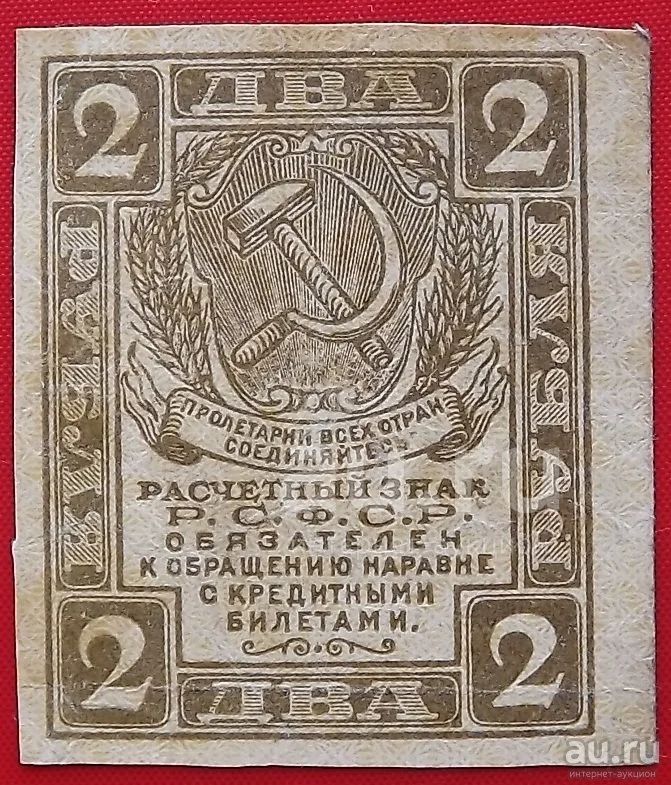 2 ДВА 2
РУБЛЯ
РУБЛЯ
ПРОЛЕТАРИИ ВСЕХ СТРАН
СОЕДИНЯЙТЕСЬ
РАСЧЕТНЫЙ ЗНАК
Р.С.Ф.С.Р.
ОБЯЗАТЕЛЕН
К ОБРАЩЕНИЮ НАРАВНЕ
С КРЕДИТНЫМИ
БИЛЕТАМИ.
2 ДВА 2
au.ru
интернет-аукцион